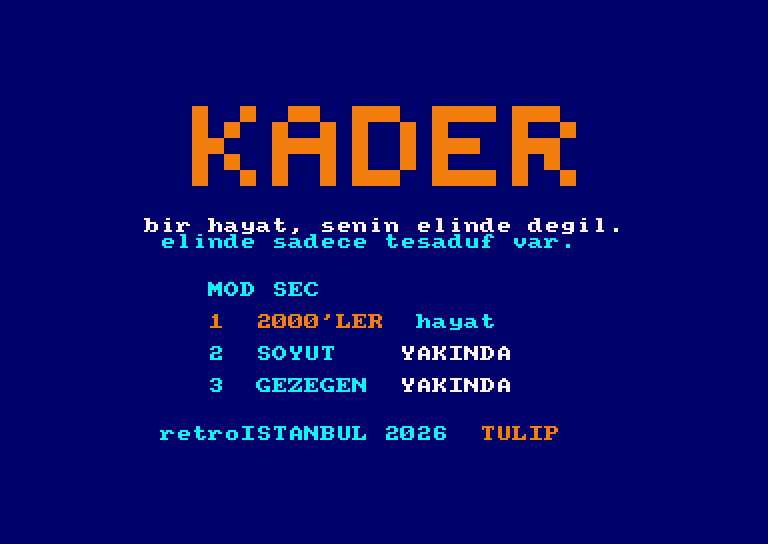 KADER
bir hayat, senin elinde degil.
elinde sadece tesaduf var.
MOD SEC
1 2000'LER hayat
2 SOYUT YAKINDA
3 GEZEGEN YAKINDA
retroISTANBUL 2026 TULIP